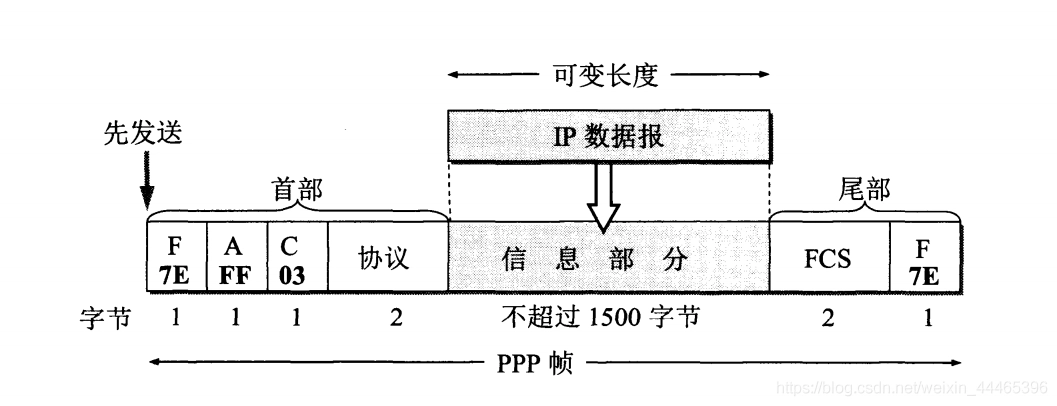 可变长度
IP 数据报
先发送
首部
尾部
F A C 协议 信息部分 FCS F
7E FF 03 7E
字节 1 1 1 2 不超过 1500 字节 2 1
PPP 帧
https://blog.csdn.net/weixin_44465396